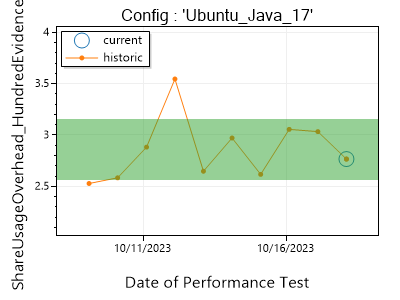 Config : 'Ubuntu_Java_17'
ShareUsageOverhead_HundredEvidence
current
historic
4
3.5
3
2.5
10/11/2023
10/16/2023
Date of Performance Test